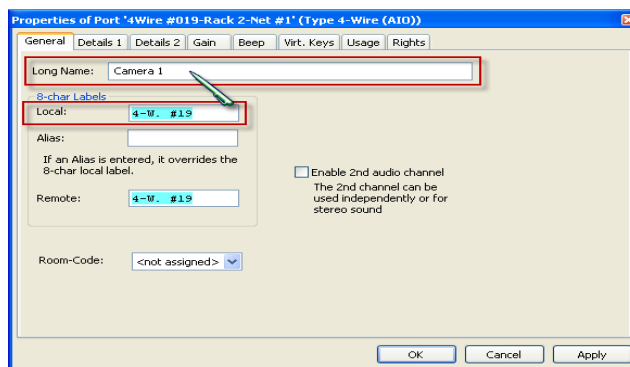 Properties of Port '4Wire #019-Rack 2-Net #1' (Type 4-Wire (AIO))
General Details 1 Details 2 Gain Beep Virt. Keys Usage Rights
Long Name: Camera 1
8-char Labels
Local: 4-W. #19
Alias:
If an Alias is entered, it overrides the
8-char local label.
Enable 2nd audio channel
The 2nd channel can be
used independently or for
stereo sound
Remote: 4-W. #19
Room-Code: <not assigned>
OK Cancel Apply